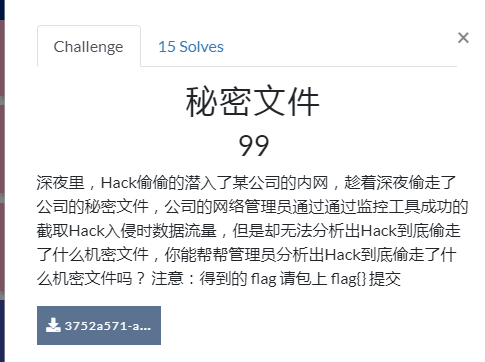 Challenge
15 Solves
×
秘密文件
99
深夜里，Hack偷偷的潜入了某公司的内网，趁着深夜偷走了
公司的秘密文件，公司的网络管理员通过通过监控工具成功的
截取Hack入侵时数据流量，但是却无法分析出Hack到底偷走
了什么机密文件，你能帮帮管理员分析出Hack到底偷走了什
么机密文件吗？ 注意：得到的 flag 请包上 flag{} 提交
3752a571-a...